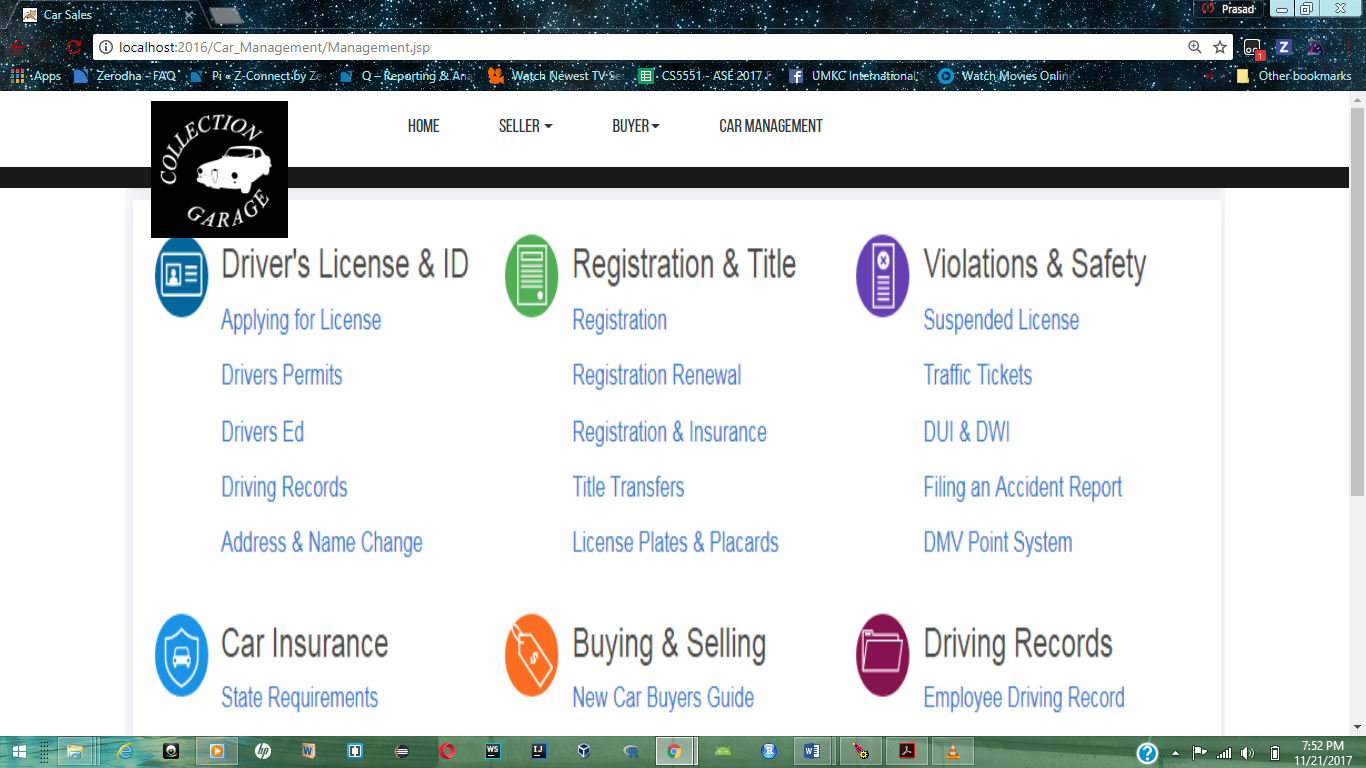 Car Sales
Prasad
localhost:2016/Car_Management/Management.jsp
Apps Zerodha - FAQ Pi « Z-Connect by Ze Q – Reporting & Ana Watch Newest TV Se CS5551 - ASE 2017 F UMKC International Watch Movies Online Other bookmarks
COLLECTION GARAGE
HOME SELLER BUYER CAR MANAGEMENT
Driver's License & ID
Applying for License
Drivers Permits
Drivers Ed
Driving Records
Address & Name Change
Registration & Title
Registration
Registration Renewal
Registration & Insurance
Title Transfers
License Plates & Placards
Violations & Safety
Suspended License
Traffic Tickets
DUI & DWI
Filing an Accident Report
DMV Point System
Car Insurance
State Requirements
Buying & Selling
New Car Buyers Guide
Driving Records
Employee Driving Record
7:52 PM
11/21/2017